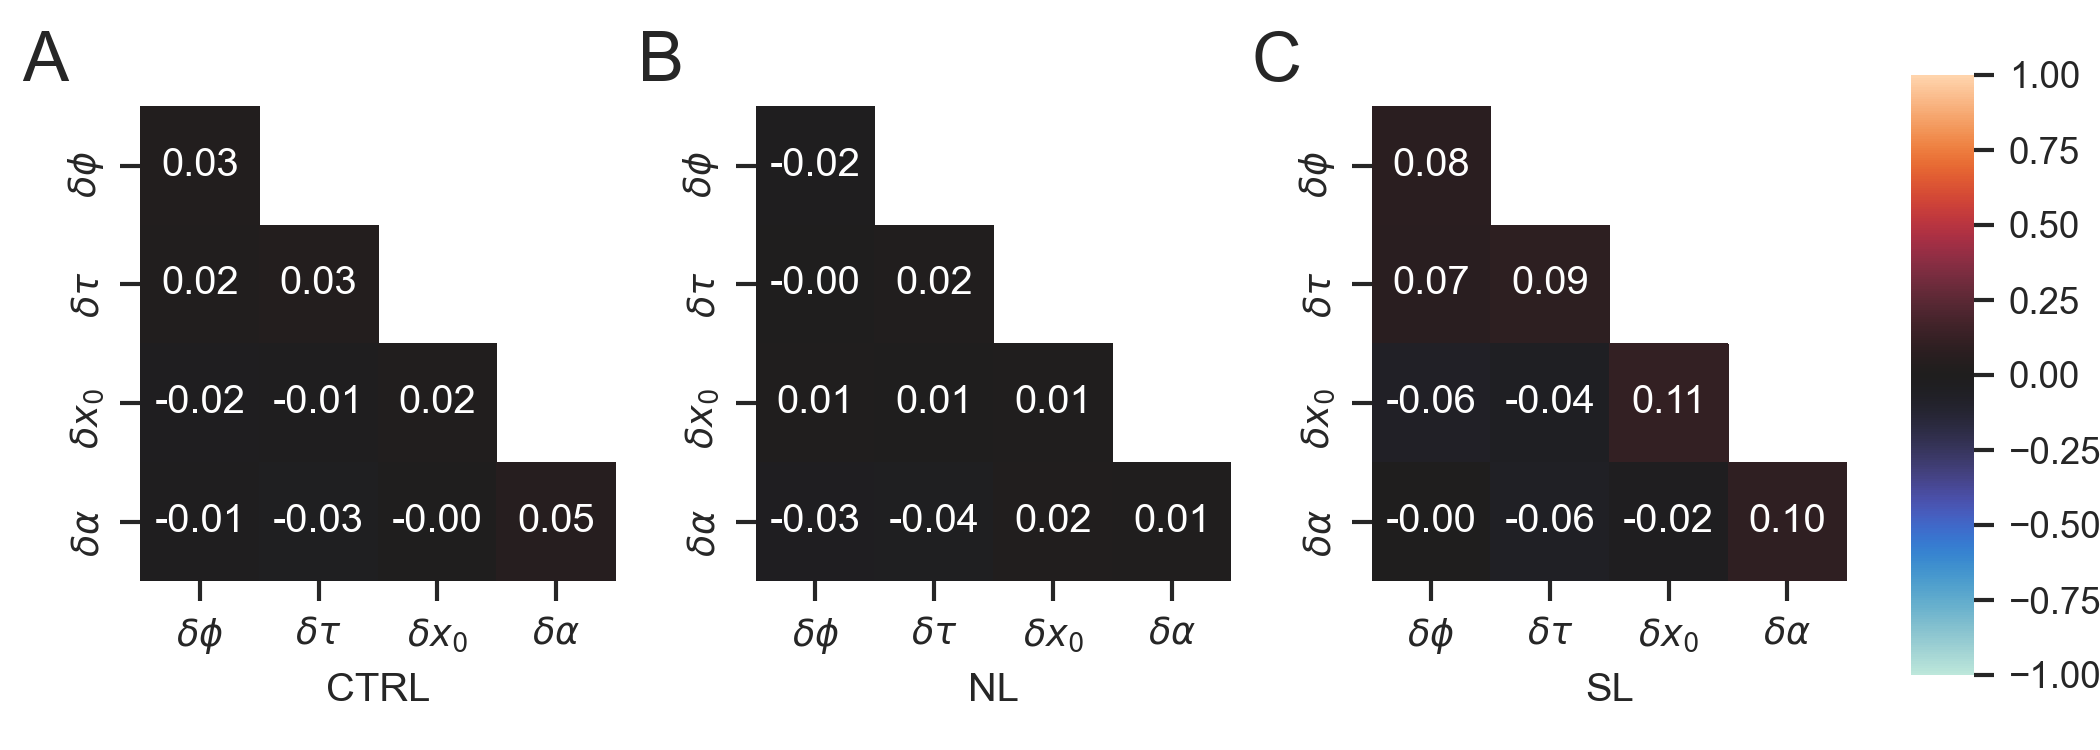 A B C
1.00
0.75
0.50
0.25
0.00
−0.25
−0.50
−0.75
−1.00
δϕ 0.03
δτ 0.02 0.03
δx₀ -0.02 -0.01 0.02
δα -0.01 -0.03 -0.00 0.05
δϕ δτ δx₀ δα
CTRL
δϕ -0.02
δτ -0.00 0.02
δx₀ 0.01 0.01 0.01
δα -0.03 -0.04 0.02 0.01
δϕ δτ δx₀ δα
NL
δϕ 0.08
δτ 0.07 0.09
δx₀ -0.06 -0.04 0.11
δα -0.00 -0.06 -0.02 0.10
δϕ δτ δx₀ δα
SL